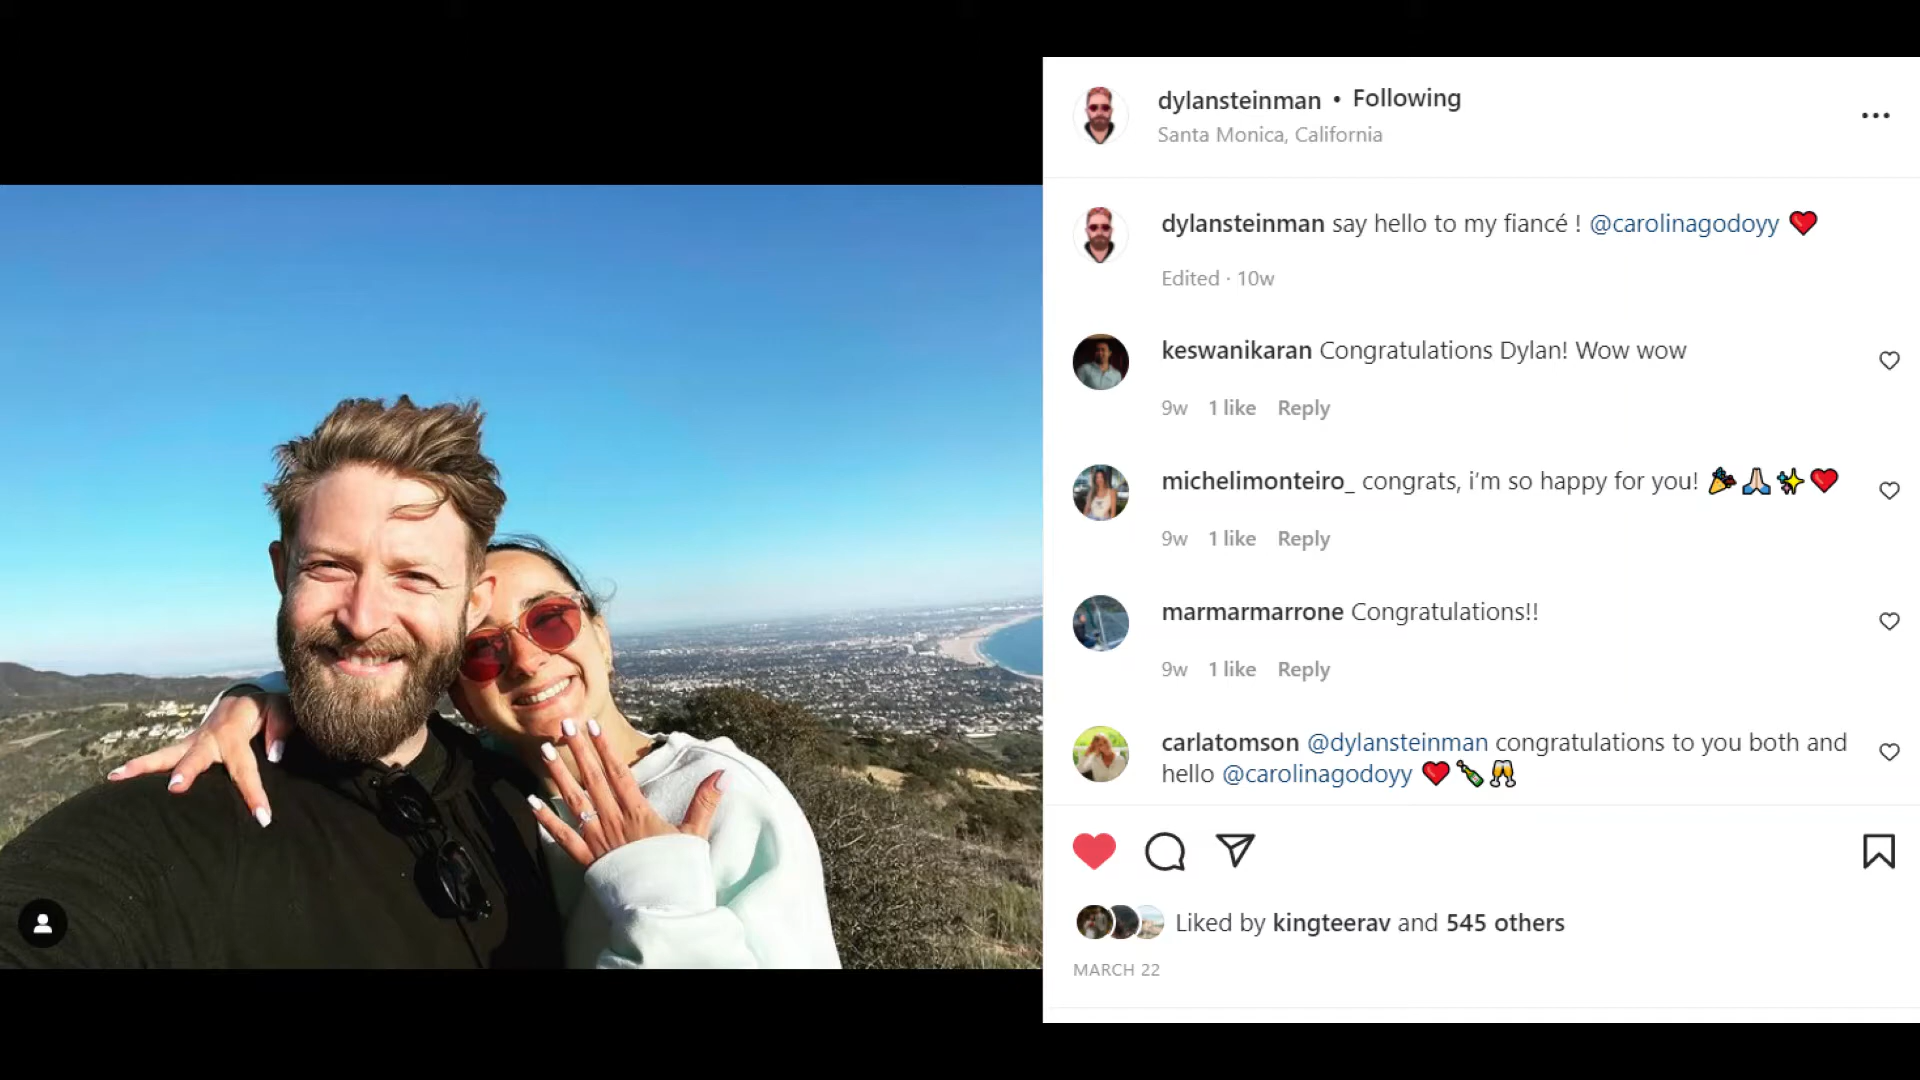 dylansteinman • Following
Santa Monica, California
dylansteinman say hello to my fiancé ! @carolinagodoyy ❤️
Edited · 10w
keswanikaran Congratulations Dylan! Wow wow
9w 1 like Reply
michelimonteiro_ congrats, i’m so happy for you! 🎉🙏🏻✨❤️
9w 1 like Reply
marmarmarrone Congratulations!!
9w 1 like Reply
carlatomson @dylansteinman congratulations to you both and
hello @carolinagodoyy ❤️🍾🥂
Liked by kingteerav and 545 others
MARCH 22